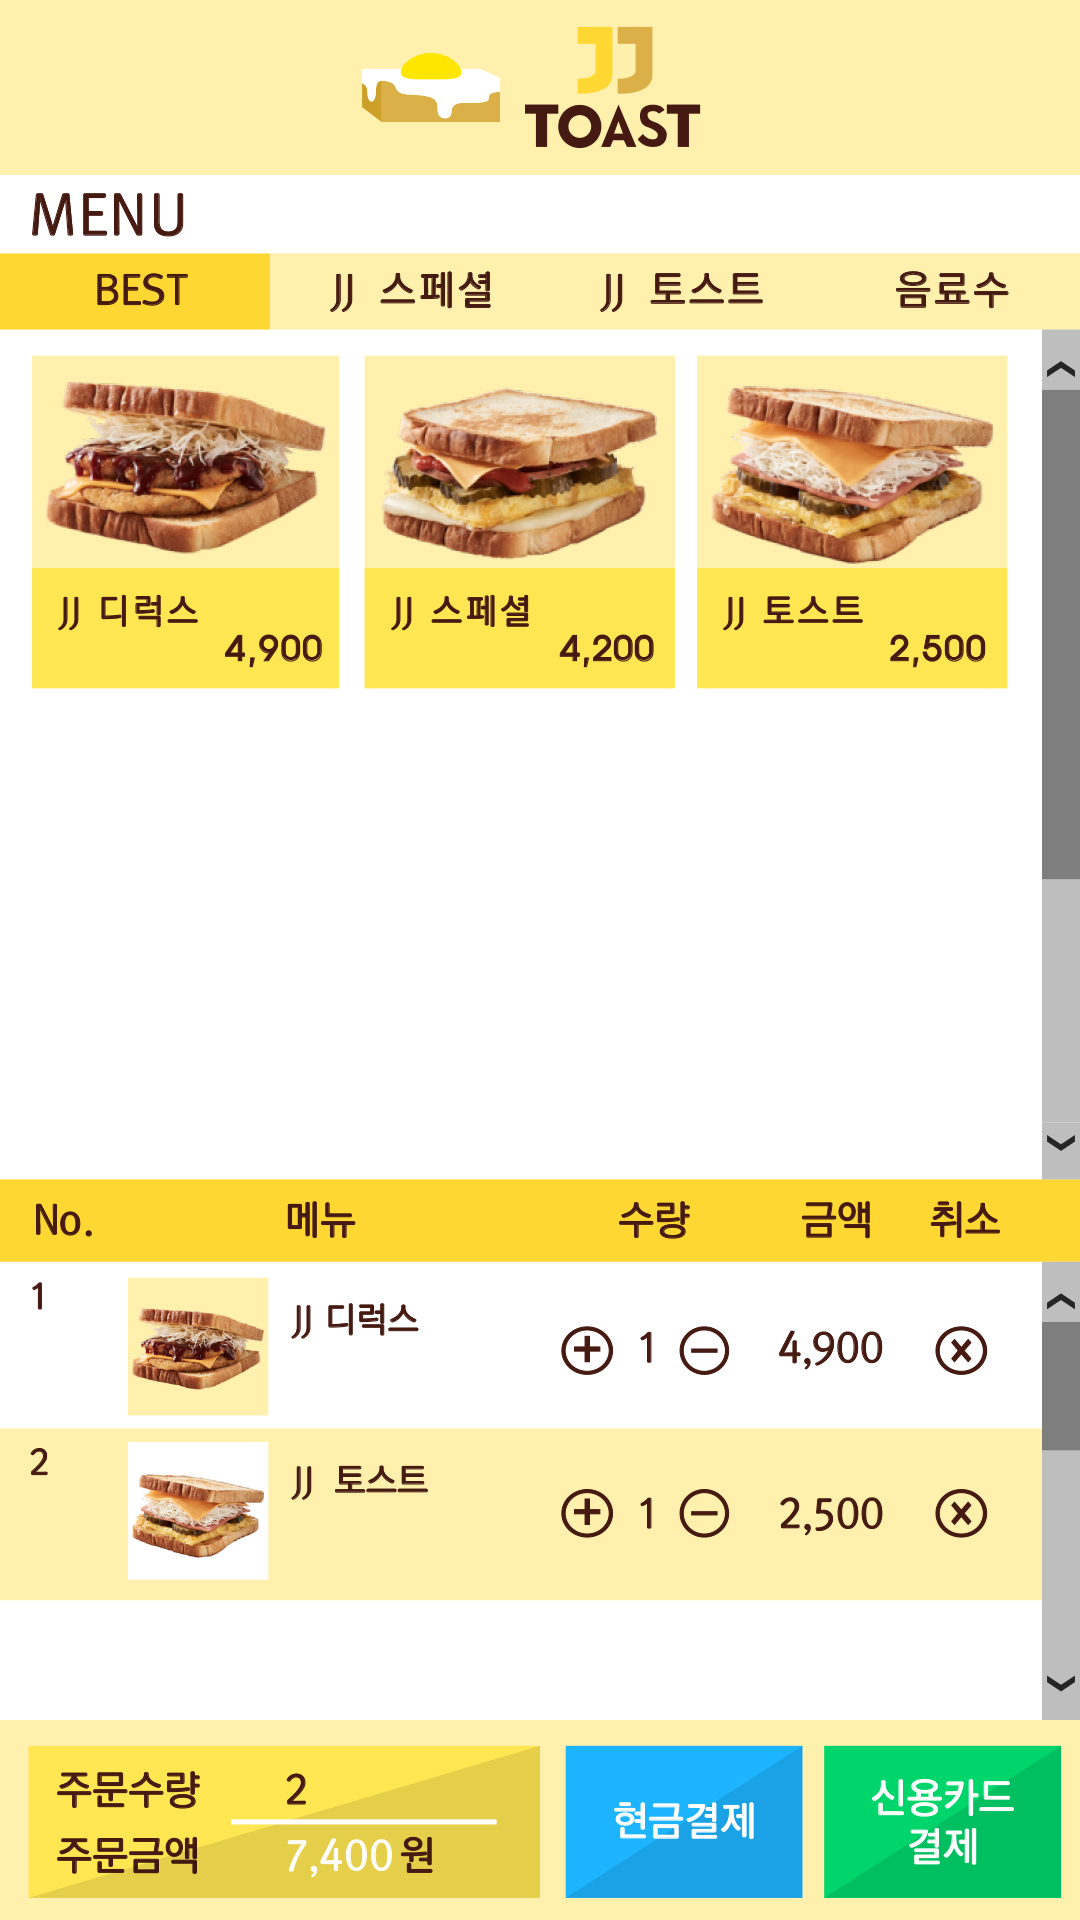 JJ
TOAST
MENU
BEST JJ 스페셜 JJ 토스트 음료수
JJ 디럭스 JJ 스페셜 JJ 토스트
4,900 4,200 2,500
No. 메뉴 수량 금액 취소
1 JJ 디럭스 1 4,900
2 JJ 토스트 1 2,500
주문수량 2
주문금액 7,400 원
현금결제
신용카드
결제